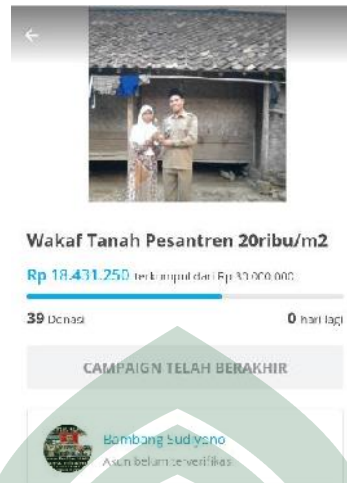 Wakaf Tanah Pesantren 20ribu/m2
Rp 18.431.250 terkumpul dari Rp 30.000.000
39 Donasi
0 hari lagi
CAMPAIGN TELAH BERAKHIR
Bambang Sudiyono
Akun belum terverifikasi